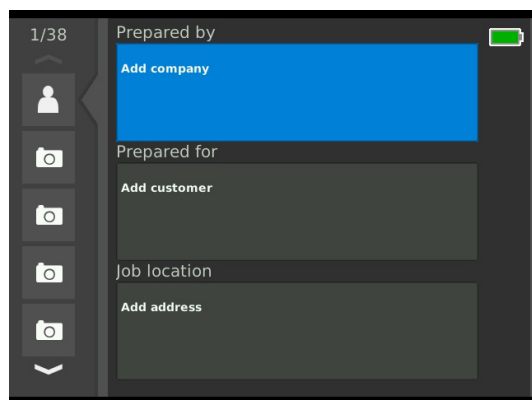 1/38
Prepared by
Add company
Prepared for
Add customer
Job location
Add address